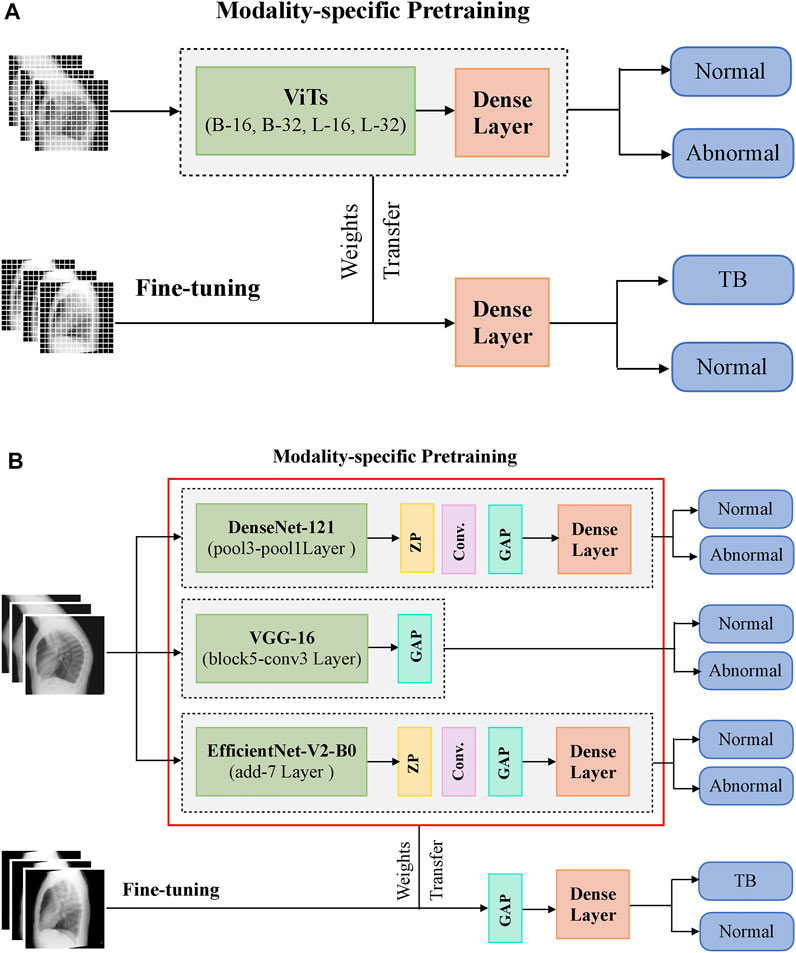 A
Modality-specific Pretraining
ViTs
(B-16, B-32, L-16, L-32)
Dense
Layer
Normal
Abnormal
Weights
Transfer
Fine-tuning
Dense
Layer
TB
Normal
B
Modality-specific Pretraining
DenseNet-121
(pool3-pool1Layer )
ZP
Conv.
GAP
Dense
Layer
Normal
Abnormal
VGG-16
(block5-conv3 Layer)
GAP
Normal
Abnormal
EfficientNet-V2-B0
(add-7 Layer )
ZP
Conv.
GAP
Dense
Layer
Normal
Abnormal
Weights
Transfer
Fine-tuning
GAP
Dense
Layer
TB
Normal